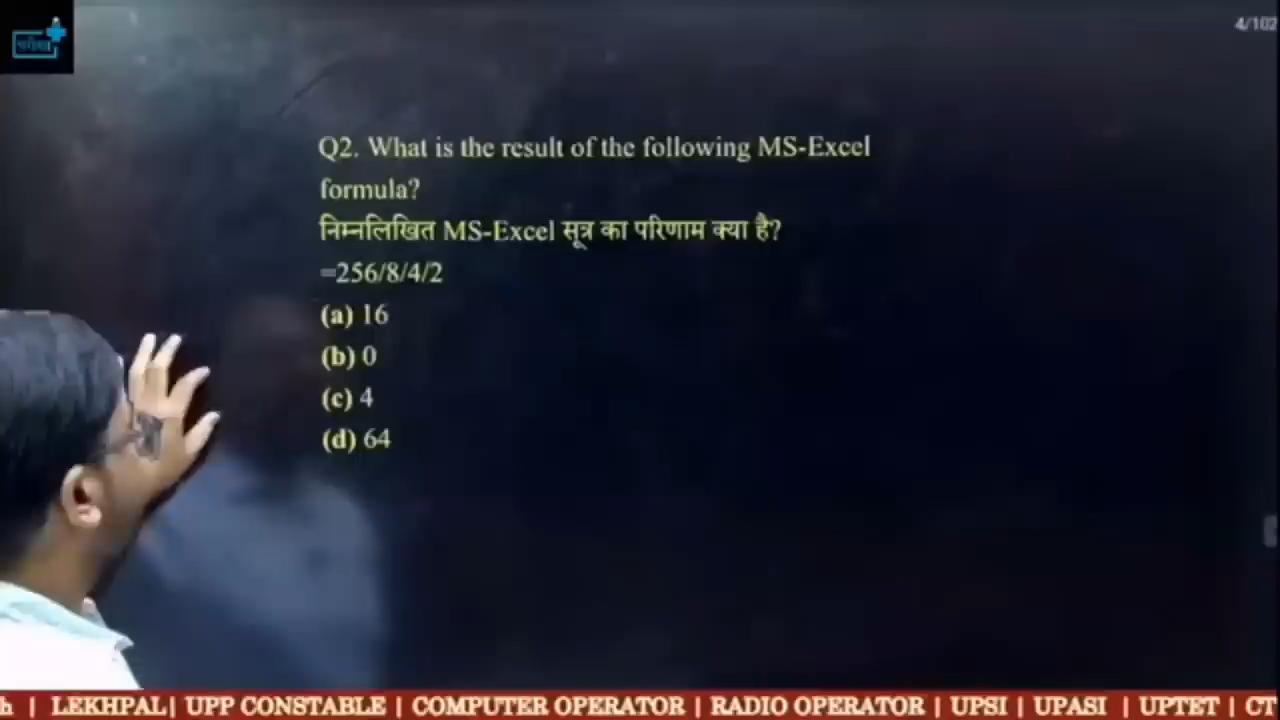 4/102
Q2. What is the result of the following MS-Excel
formula?
निम्नलिखित MS-Excel सूत्र का परिणाम क्या है?
=256/8/4/2
(a) 16
(b) 0
(c) 4
(d) 64
h | LEKHPAL| UPP CONSTABLE | COMPUTER OPERATOR | RADIO OPERATOR | UPSI | UPASI | UPTET | CT